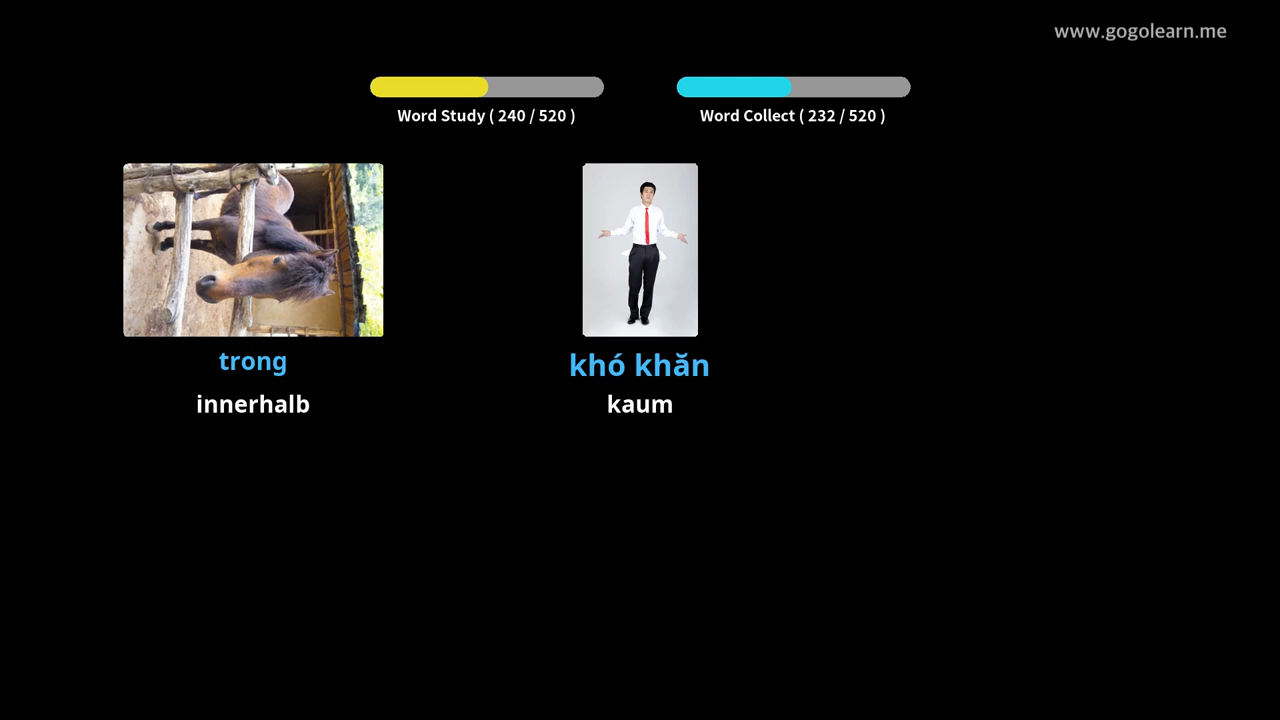 www.gogolearn.me
Word Study ( 240 / 520 )
Word Collect ( 232 / 520 )
trong
innerhalb
khó khăn
kaum